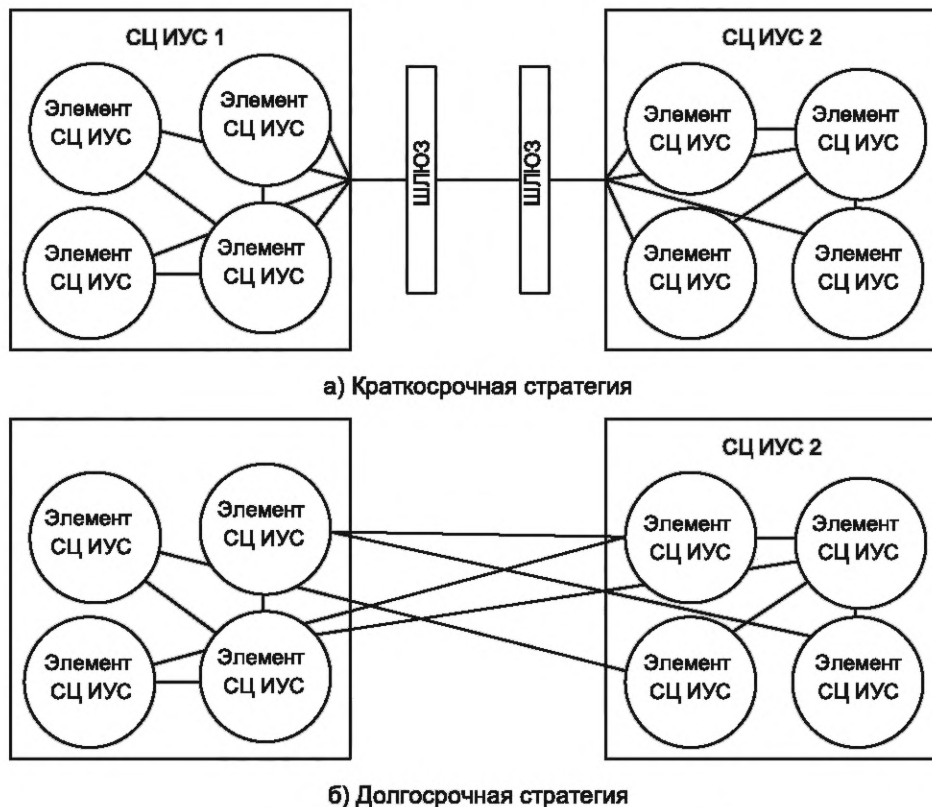 СЦ ИУС 1
Элемент
СЦ ИУС
Элемент
СЦ ИУС
Элемент
СЦ ИУС
Элемент
СЦ ИУС
ШЛЮЗ
ШЛЮЗ
СЦ ИУС 2
Элемент
СЦ ИУС
Элемент
СЦ ИУС
Элемент
СЦ ИУС
Элемент
СЦ ИУС
а) Краткосрочная стратегия
Элемент
СЦ ИУС
Элемент
СЦ ИУС
Элемент
СЦ ИУС
Элемент
СЦ ИУС
СЦ ИУС 2
Элемент
СЦ ИУС
Элемент
СЦ ИУС
Элемент
СЦ ИУС
Элемент
СЦ ИУС
б) Долгосрочная стратегия